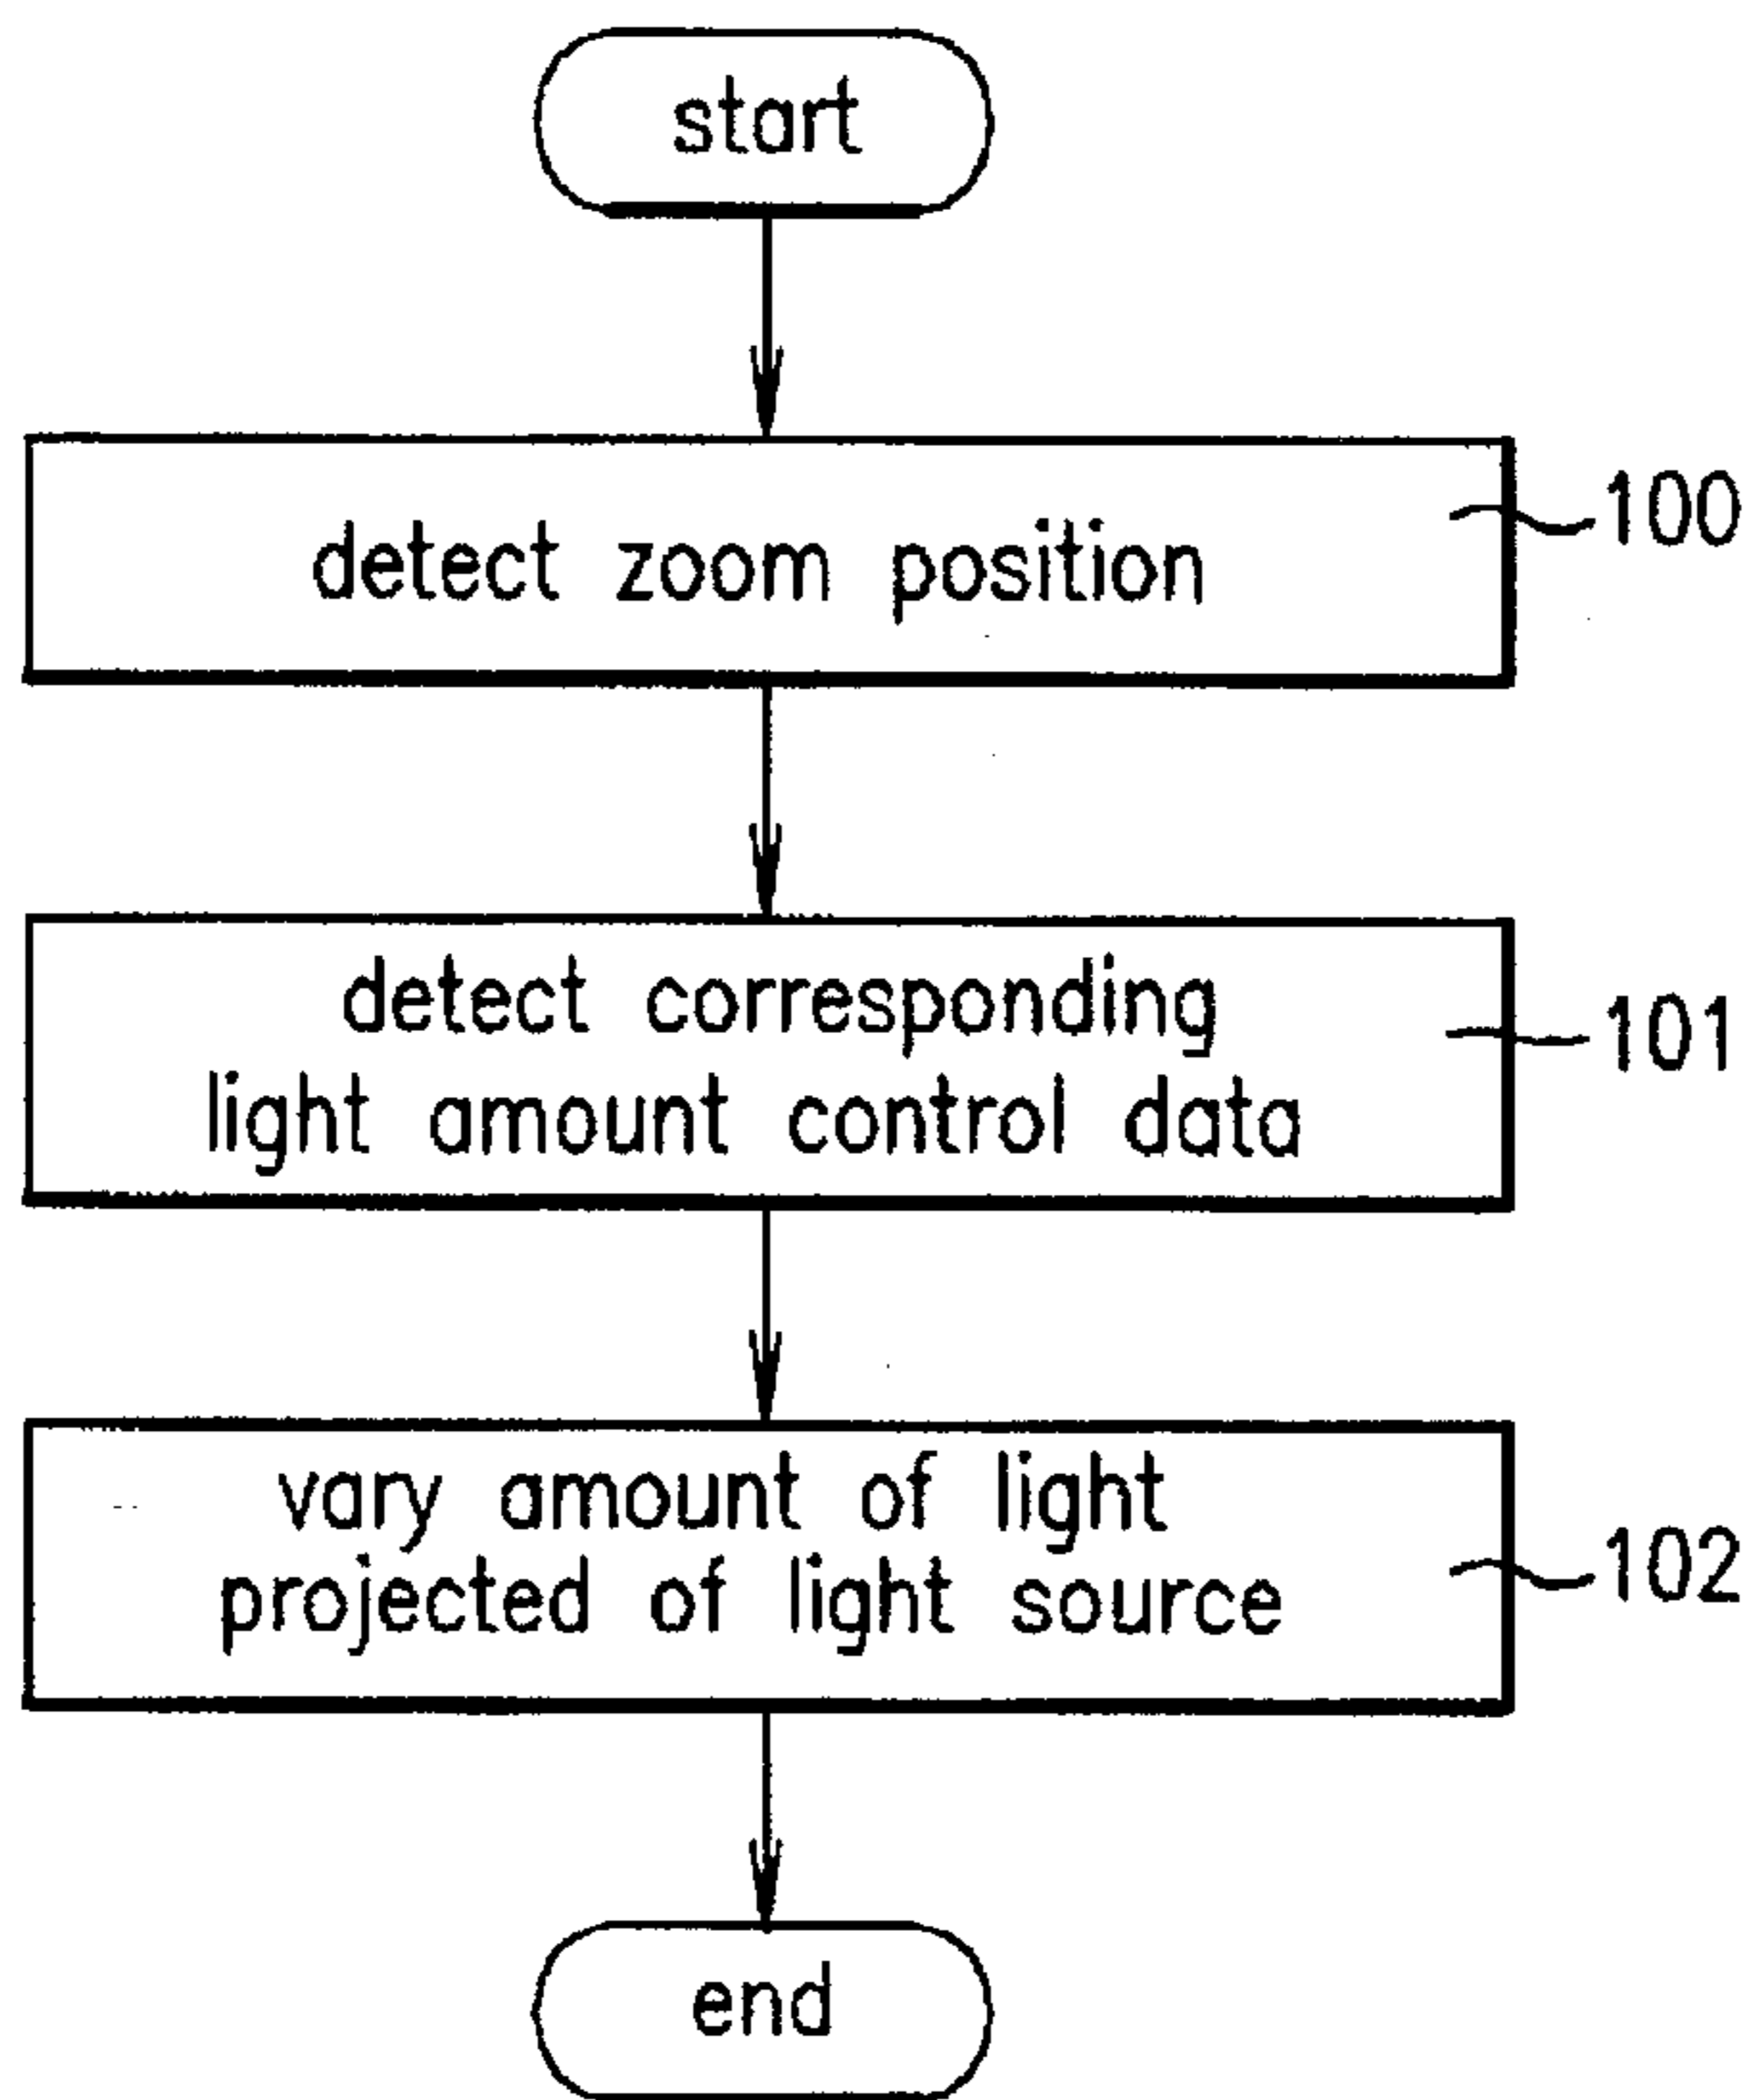 start
detect zoom position
100
detect corresponding
light amount control data
101
vary amount of light
projected of light source
102
end